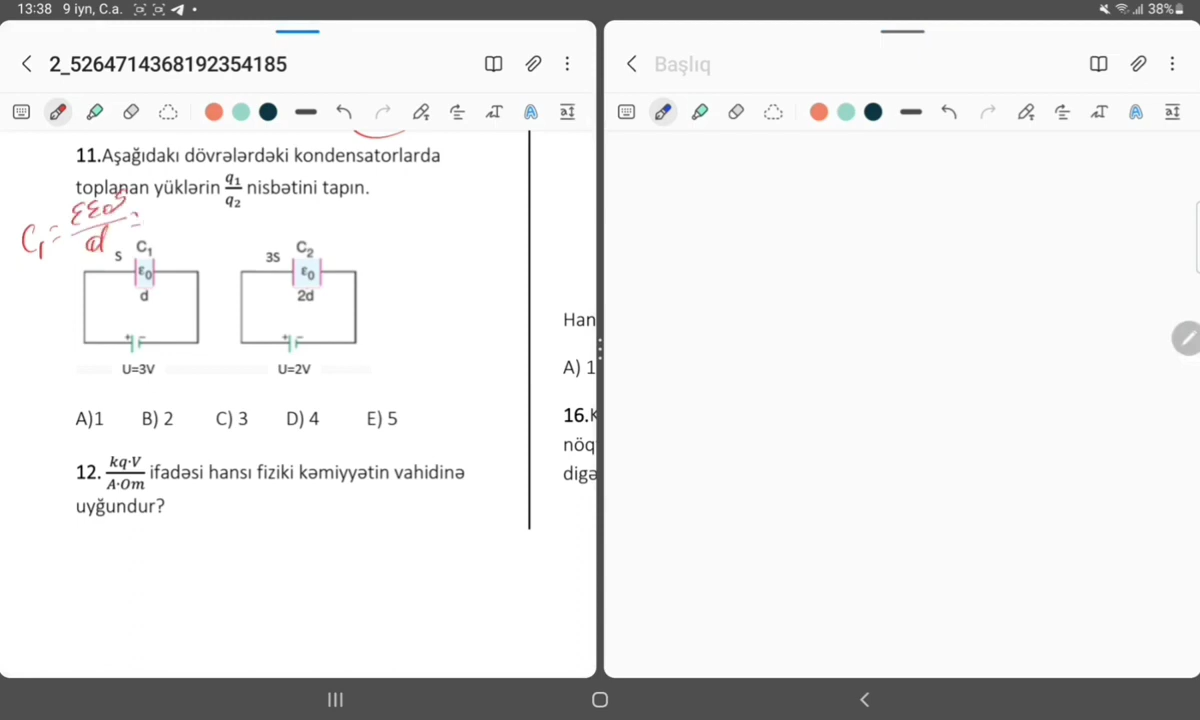 13:38 9 iyn, C.a. 38%
2_5264714368192354185
Başlıq
11.Aşağıdakı dövrələrdəki kondensatorlarda
toplanan yüklərin q1/q2 nisbətini tapın.
C1 = εε0S/d =
S C1 ε0 d
3S C2 ε0 2d
+ - + -
U=3V U=2V
A)1 B) 2 C) 3 D) 4 E) 5
12. kq·V/A·Om ifadəsi hansı fiziki kəmiyyətin vahidinə
uyğundur?
Han
A) 1
16.K
nöq
digə